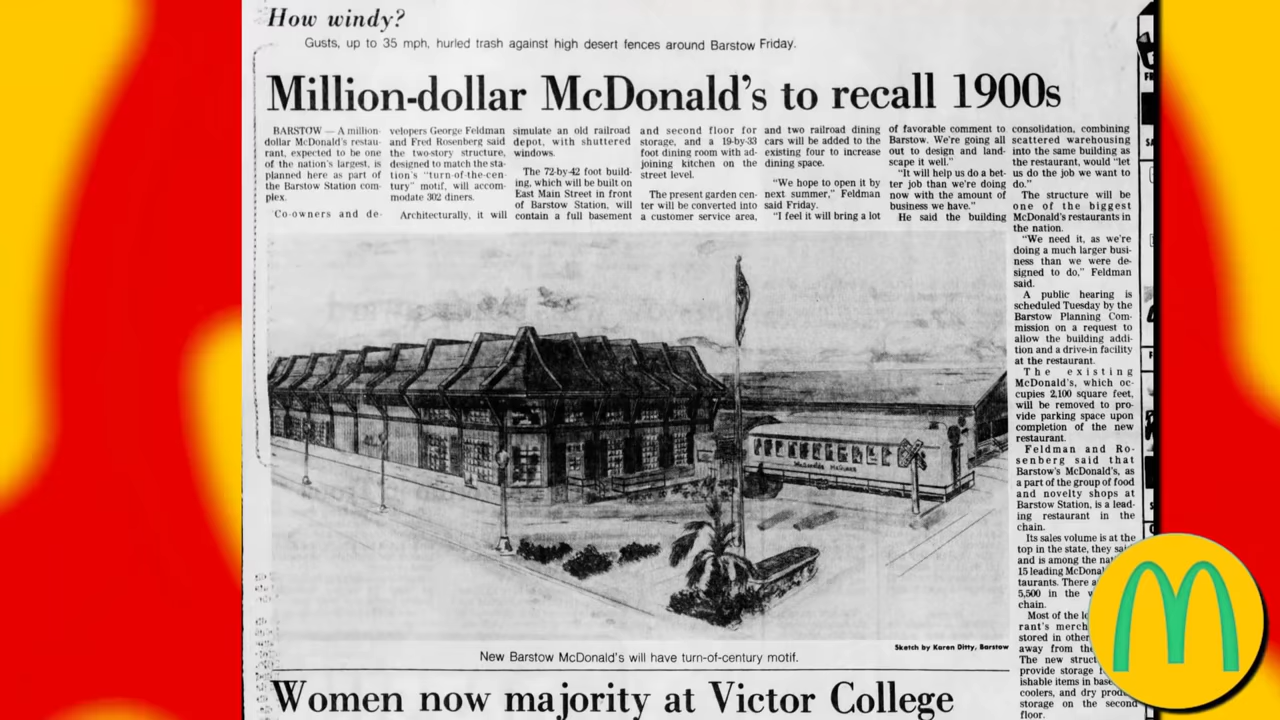 How windy?
Gusts, up to 35 mph, hurled trash against high desert fences around Barstow Friday.
Million-dollar McDonald's to recall 1900s
BARSTOW — A million-
dollar McDonald's restau-
rant, expected to be one
of the nation's largest, is
planned here as part of
the Barstow Station com-
plex.
Co-owners and de-
velopers George Feldman
and Fred Rosenberg said
the two-story structure,
designed to match the sta-
tion's "turn-of-the-cen-
tury" motif, will accom-
modate 302 diners.
Architecturally, it will
simulate an old railroad
depot, with shuttered
windows.
The 72-by-42 foot build-
ing, which will be built on
East Main Street in front
of Barstow Station, will
contain a full basement
and second floor for
storage, and a 19-by-33
foot dining room with ad-
joining kitchen on the
street level.
The present garden cen-
ter will be converted into
a customer service area,
and two railroad dining
cars will be added to the
existing four to increase
dining space.
"We hope to open it by
next summer," Feldman
said Friday.
"I feel it will bring a lot
of favorable comment to
Barstow. We're going all
out to design and land-
scape it well."
"It will help us do a bet-
ter job than we're doing
now with the amount of
business we have."
He said the building
consolidation, combining
scattered warehousing
into the same building as
the restaurant, would "let
us do the job we want to
do."
The structure will be
one of the biggest
McDonald's restaurants in
the nation.
"We need it, as we're
doing a much larger busi-
ness than we were de-
signed to do," Feldman
said.
A public hearing is
scheduled Tuesday by the
Barstow Planning Com-
mission on a request to
allow the building addi-
tion and a drive-in facility
at the restaurant.
The existing
McDonald's, which oc-
cupies 2,100 square feet,
will be removed to pro-
vide parking space upon
completion of the new
restaurant.
Feldman and Ro-
senberg said that
Barstow's McDonald's, as
a part of the group of food
and novelty shops at
Barstow Station, is a lead-
ing restaurant in the
chain.
Its sales volume is at the
top in the state, they
and is among the
15 leading
There
5,500 in the
chain.
Most of the
rant's
stored in other
away from the
The new
provide storage
ishable items in
coolers, and dry
storage on the second
floor.
Sketch by Karen Ditty, Barstow
New Barstow McDonald's will have turn-of-century motif.
Women now majority at Victor College